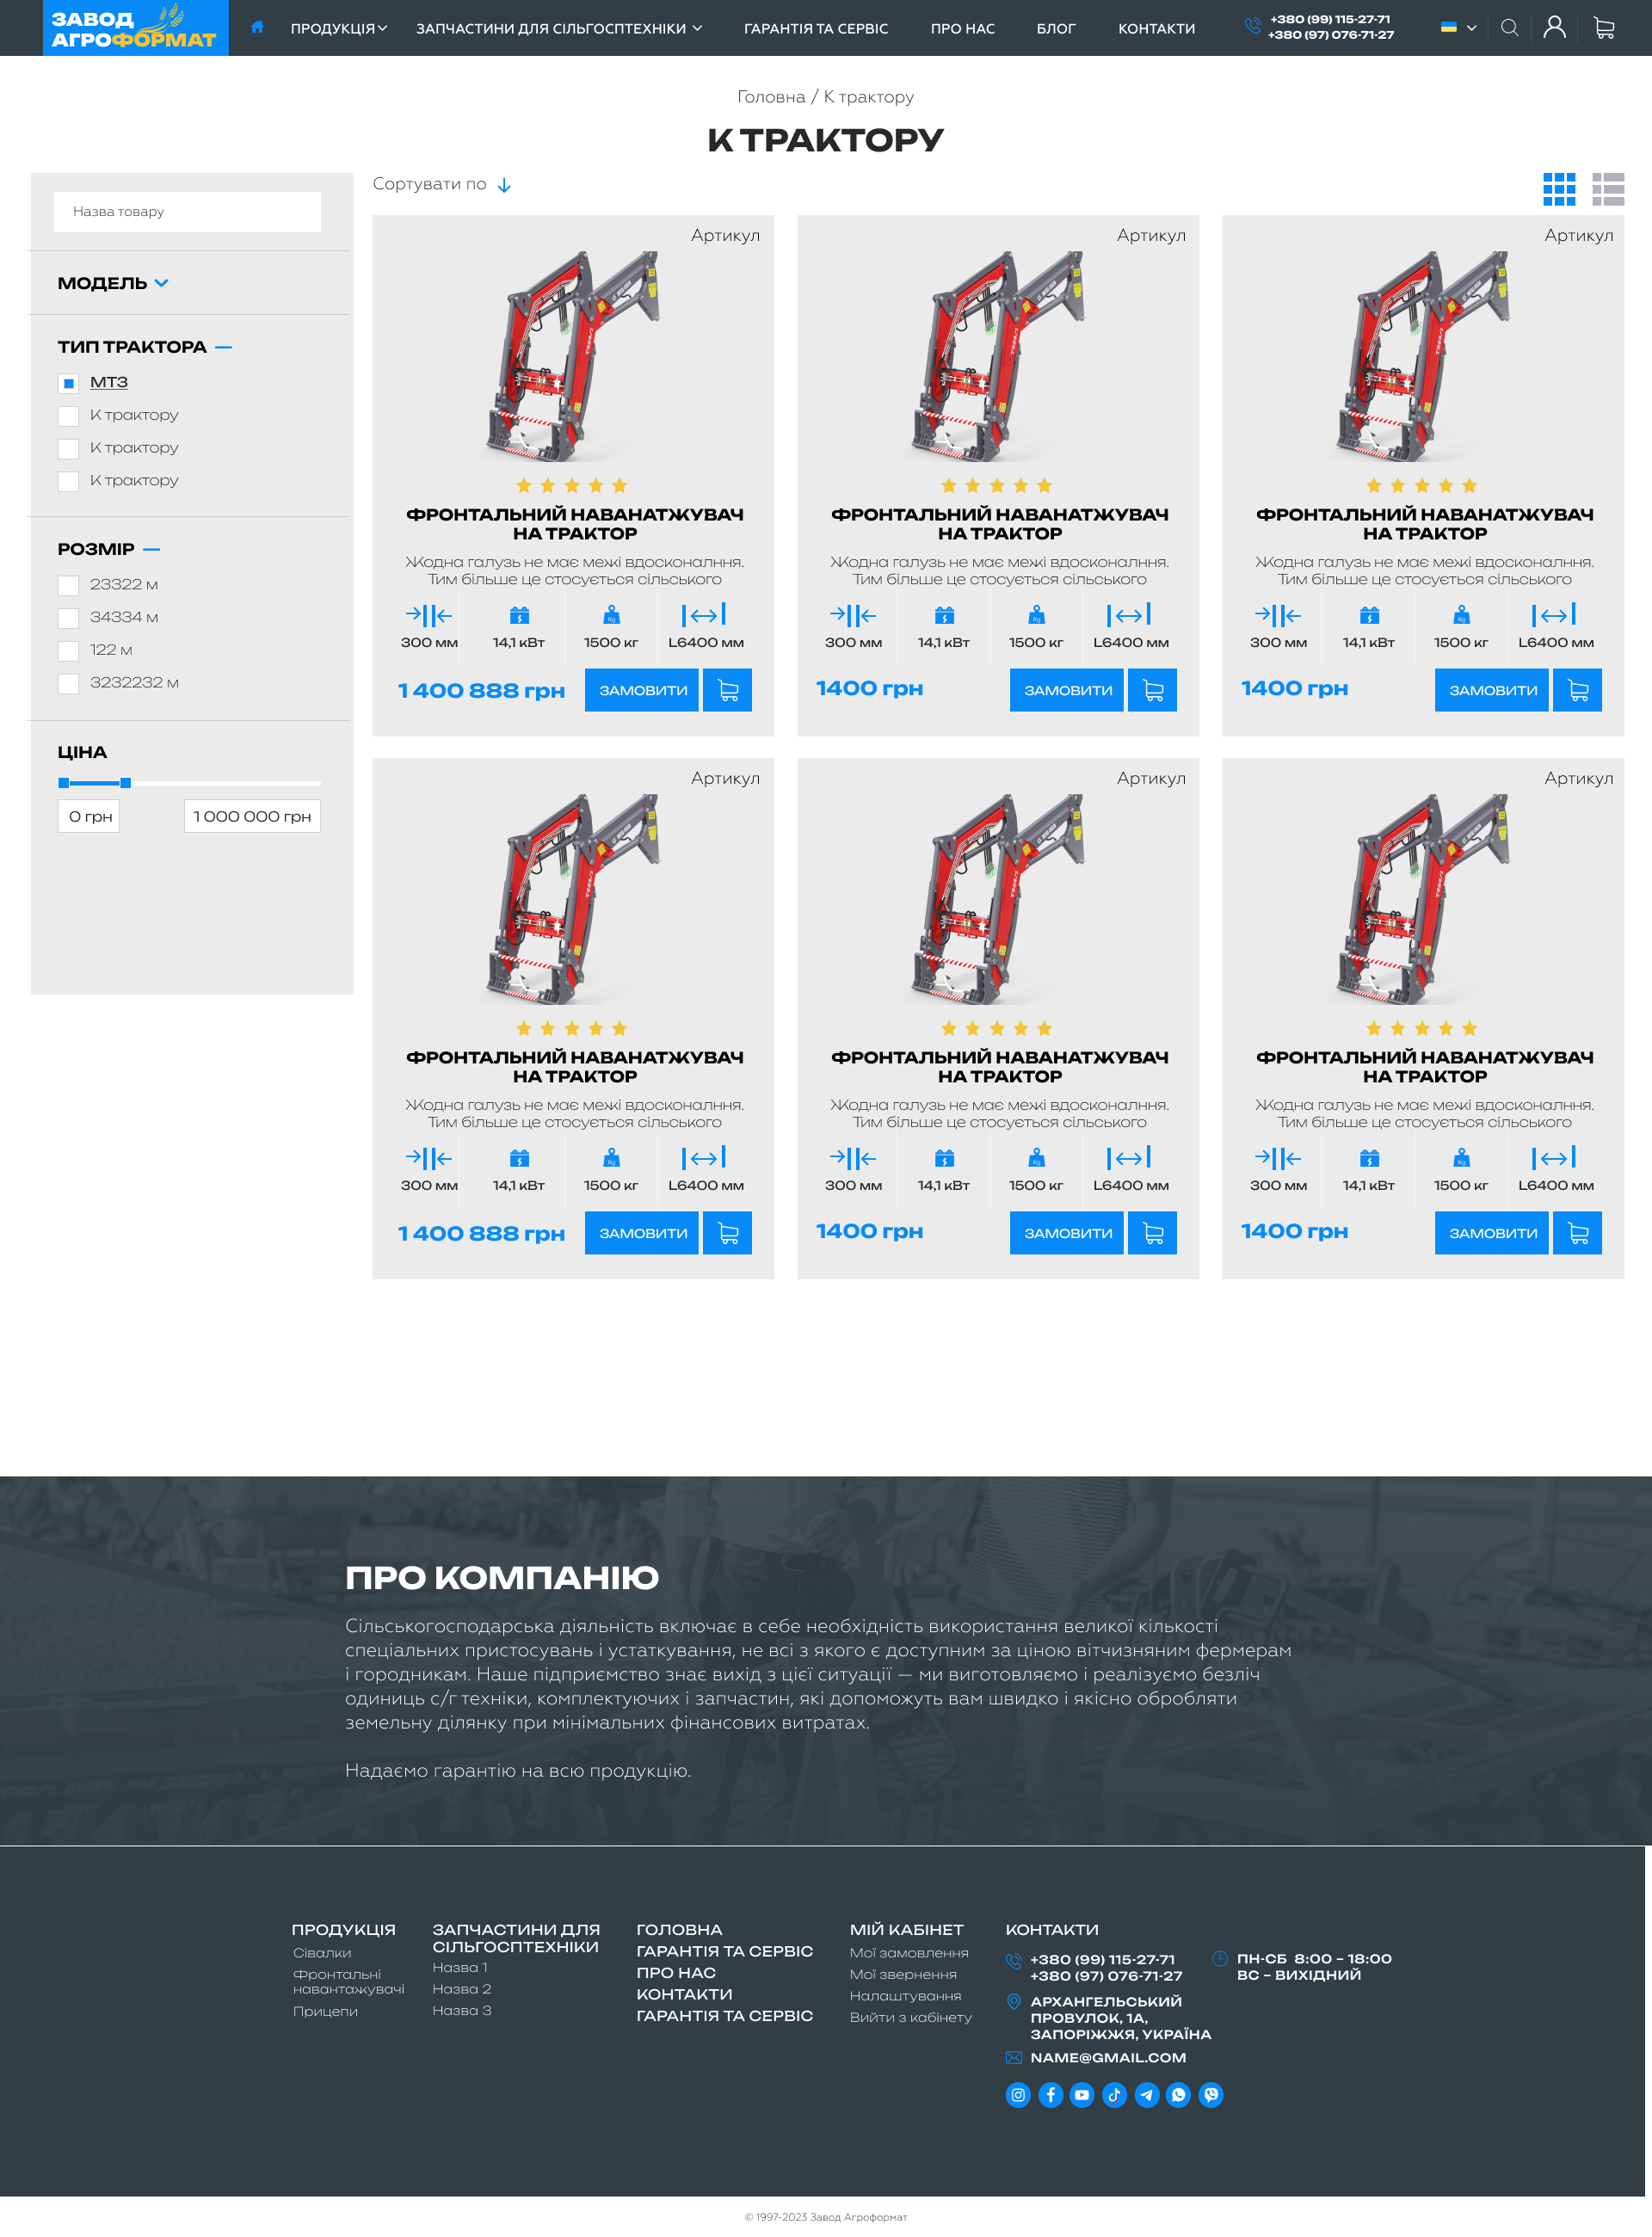 ЗАВОД
АГРОФОРМАТ
ПРОДУКЦІЯ
ЗАПЧАСТИНИ ДЛЯ СІЛЬГОСПТЕХНІКИ
ГАРАНТІЯ ТА СЕРВІС
ПРО НАС
БЛОГ
КОНТАКТИ
+380 (99) 115-27-71
+380 (97) 076-71-27
Головна / К трактору
К ТРАКТОРУ
Назва товару
МОДЕЛЬ
ТИП ТРАКТОРА
МТЗ
К трактору
К трактору
К трактору
РОЗМІР
23322 м
34334 м
122 м
3232232 м
ЦІНА
0 грн
1 000 000 грн
Сортувати по
Артикул
ФРОНТАЛЬНИЙ НАВАНАТЖУВАЧ
НА ТРАКТОР
Жодна галузь не має межі вдосконалння.
Тим більше це стосується сільського
300 мм
14,1 кВт
1500 кг
L6400 мм
1 400 888 грн
ЗАМОВИТИ
Артикул
ФРОНТАЛЬНИЙ НАВАНАТЖУВАЧ
НА ТРАКТОР
Жодна галузь не має межі вдосконалння.
Тим більше це стосується сільського
300 мм
14,1 кВт
1500 кг
L6400 мм
1400 грн
ЗАМОВИТИ
Артикул
ФРОНТАЛЬНИЙ НАВАНАТЖУВАЧ
НА ТРАКТОР
Жодна галузь не має межі вдосконалння.
Тим більше це стосується сільського
300 мм
14,1 кВт
1500 кг
L6400 мм
1400 грн
ЗАМОВИТИ
Артикул
ФРОНТАЛЬНИЙ НАВАНАТЖУВАЧ
НА ТРАКТОР
Жодна галузь не має межі вдосконалння.
Тим більше це стосується сільського
300 мм
14,1 кВт
1500 кг
L6400 мм
1 400 888 грн
ЗАМОВИТИ
Артикул
ФРОНТАЛЬНИЙ НАВАНАТЖУВАЧ
НА ТРАКТОР
Жодна галузь не має межі вдосконалння.
Тим більше це стосується сільського
300 мм
14,1 кВт
1500 кг
L6400 мм
1400 грн
ЗАМОВИТИ
Артикул
ФРОНТАЛЬНИЙ НАВАНАТЖУВАЧ
НА ТРАКТОР
Жодна галузь не має межі вдосконалння.
Тим більше це стосується сільського
300 мм
14,1 кВт
1500 кг
L6400 мм
1400 грн
ЗАМОВИТИ
ПРО КОМПАНІЮ
Сільськогосподарська діяльність включає в себе необхідність використання великої кількості
спеціальних пристосувань і устаткування, не всі з якого є доступним за ціною вітчизняним фермерам
і городникам. Наше підприємство знає вихід з цієї ситуації — ми виготовляємо і реалізуємо безліч
одиниць с/г техніки, комплектуючих і запчастин, які допоможуть вам швидко і якісно обробляти
земельну ділянку при мінімальних фінансових витратах.
Надаємо гарантію на всю продукцію.
ПРОДУКЦІЯ
Сівалки
Фронтальні
навантажувачі
Прицепи
ЗАПЧАСТИНИ ДЛЯ
СІЛЬГОСПТЕХНІКИ
Назва 1
Назва 2
Назва 3
ГОЛОВНА
ГАРАНТІЯ ТА СЕРВІС
ПРО НАС
КОНТАКТИ
ГАРАНТІЯ ТА СЕРВІС
МІЙ КАБІНЕТ
Мої замовлення
Мої звернення
Налаштування
Вийти з кабінету
КОНТАКТИ
+380 (99) 115-27-71
+380 (97) 076-71-27
АРХАНГЕЛЬСЬКИЙ
ПРОВУЛОК, 1А,
ЗАПОРІЖЖЯ, УКРАЇНА
NAME@GMAIL.COM
ПН-СБ 8:00 – 18:00
ВС – ВИХІДНИЙ
© 1997-2023 Завод Агроформат